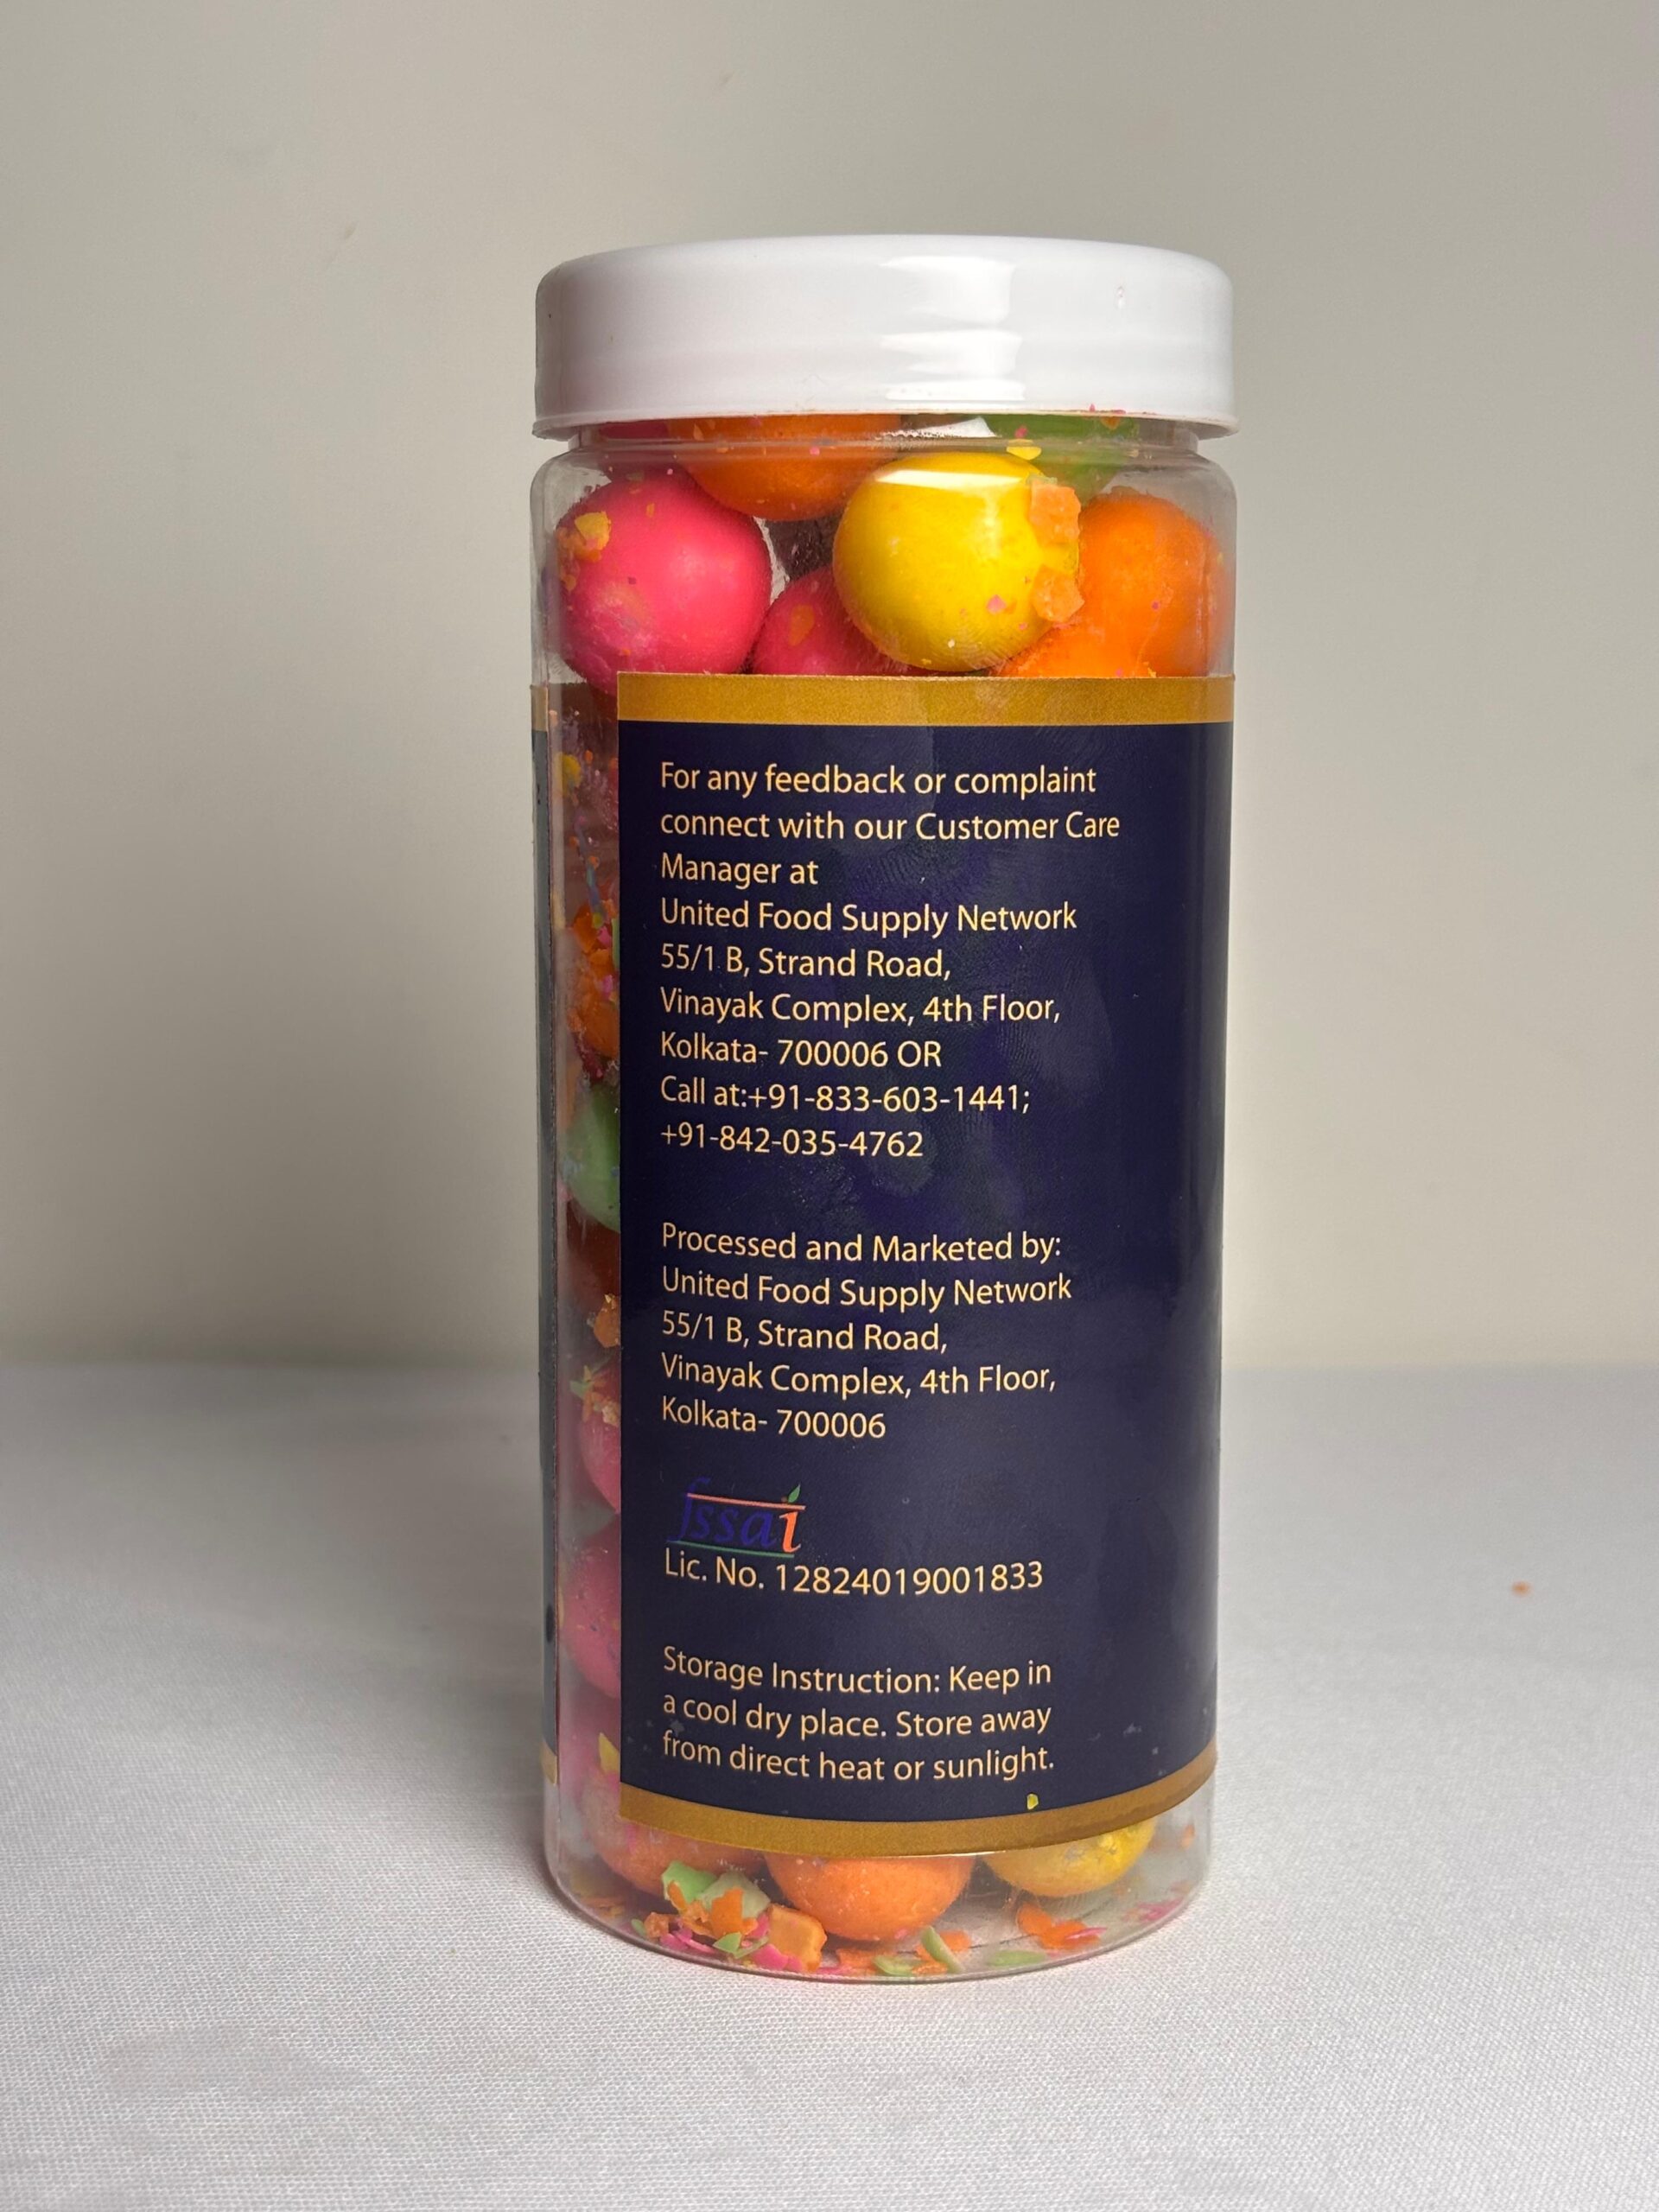 For any feedback or complaint
connect with our Customer Care
Manager at
United Food Supply Network
55/1 B, Strand Road,
Vinayak Complex, 4th Floor,
Kolkata- 700006 OR
Call at:+91-833-603-1441;
+91-842-035-4762
Processed and Marketed by:
United Food Supply Network
55/1 B, Strand Road,
Vinayak Complex, 4th Floor,
Kolkata- 700006
fssai
Lic. No. 12824019001833
Storage Instruction: Keep in
a cool dry place. Store away
from direct heat or sunlight.